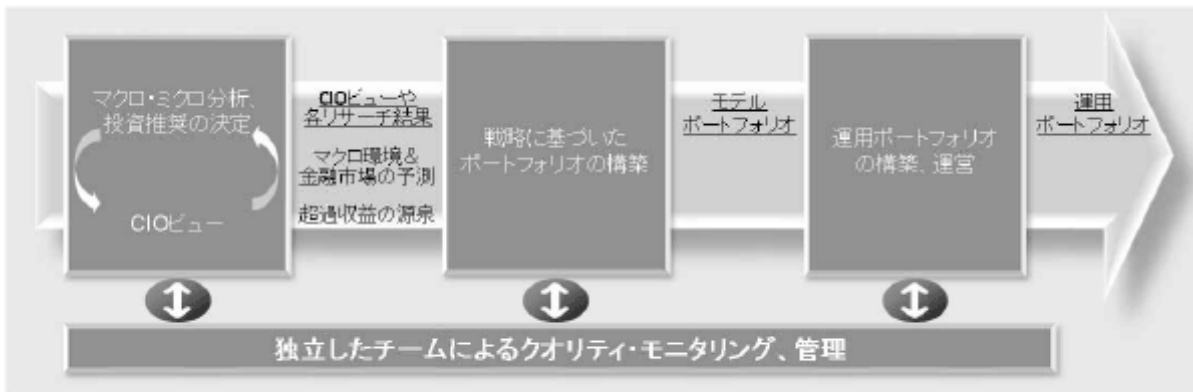 マクロ・ミクロ分析、
投資推奨の決定
CIOビュー
CIOビューや
各リサーチ結果
マクロ環境&
金融市場の予測
超過収益の源泉
戦略に基づいた
ポートフォリオの構築
モデル
ポートフォリオ
運用ポートフォリオ
の構築、運営
運用
ポートフォリオ
独立したチームによるクオリティ・モニタリング、管理